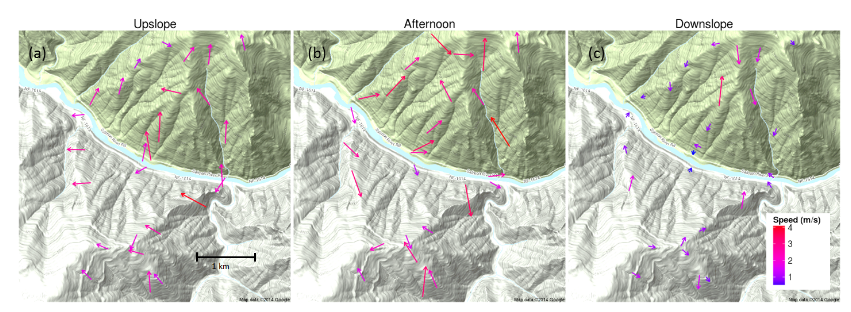 Upslope
Afternoon
Downslope
(a)
(b)
(c)
1 km
Speed (m/s)
4
3
2
1
Map data ©2014 Google
Map data ©2014 Google
Map data ©2014 Google